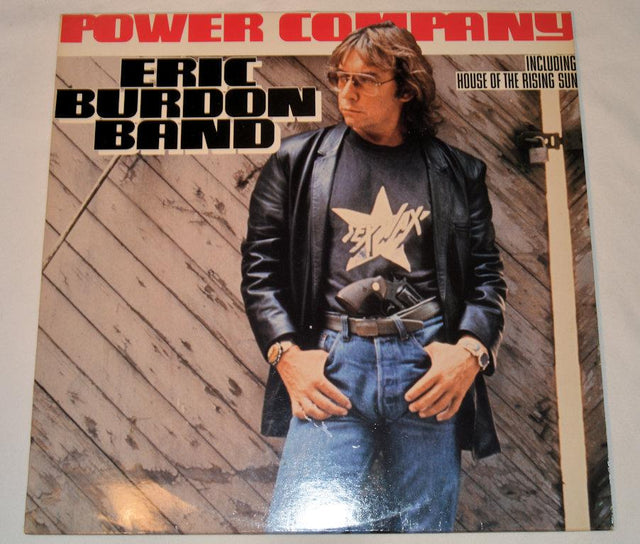 POWER COMPANY
ERIC
BURDON
BAND
INCLUDING
HOUSE OF THE RISING SUN